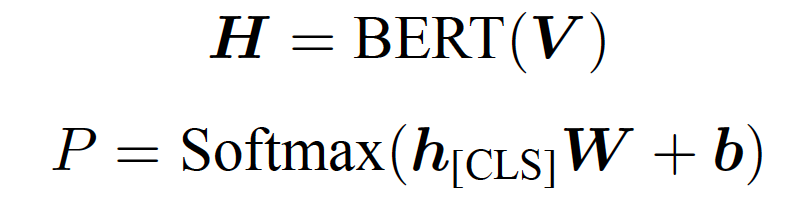 H = BERT(V)
P = Softmax(h[CLS]W + b)